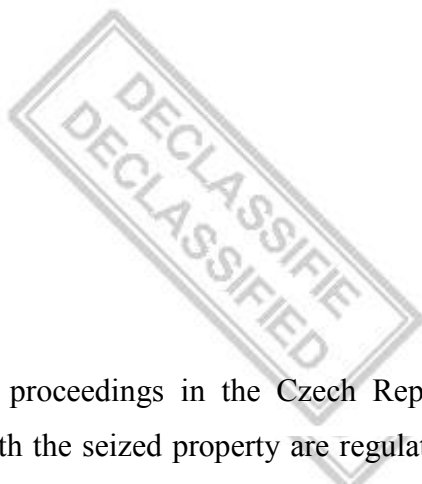 DECLASSIFIE
DECLASSIFIED
proceedings in the Czech Rep
th the seized property are regulat